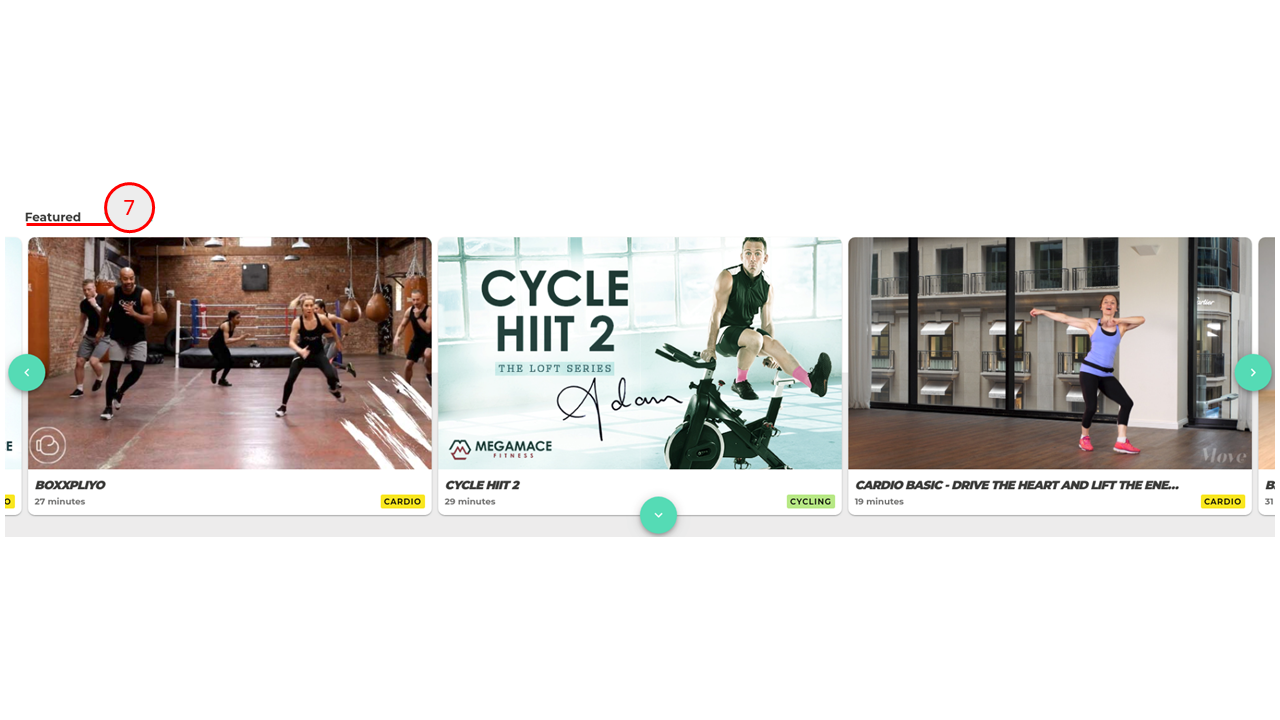 Featured
7
CYCLE
HIIT 2
THE LOFT SERIES
Adam
MEGAMACE
FITNESS
Move
BOXXPLIYO
27 minutes
CARDIO
CYCLE HIIT 2
29 minutes
CYCLING
CARDIO BASIC - DRIVE THE HEART AND LIFT THE ENE...
19 minutes
CARDIO
31